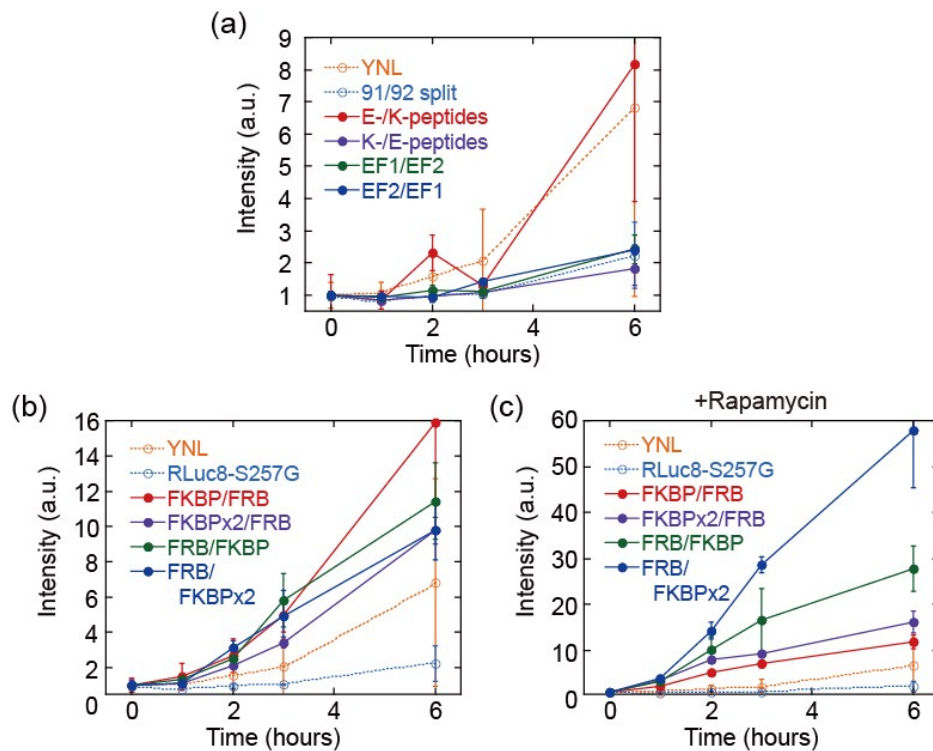 (a)
9
8
7
6
5
4
3
2
1
Intensity (a.u.)
YNL
91/92 split
E-/K-peptides
K-/E-peptides
EF1/EF2
EF2/EF1
0 2 4 6
Time (hours)
(b)
16
14
12
10
8
6
4
2
0
Intensity (a.u.)
YNL
RLuc8-S257G
FKBP/FRB
FKBPx2/FRB
FRB/FKBP
FRB/
FKBPx2
0 2 4 6
Time (hours)
(c)
+Rapamycin
60
50
40
30
20
10
0
Intensity (a.u.)
YNL
RLuc8-S257G
FKBP/FRB
FKBPx2/FRB
FRB/FKBP
FRB/
FKBPx2
0 2 4 6
Time (hours)